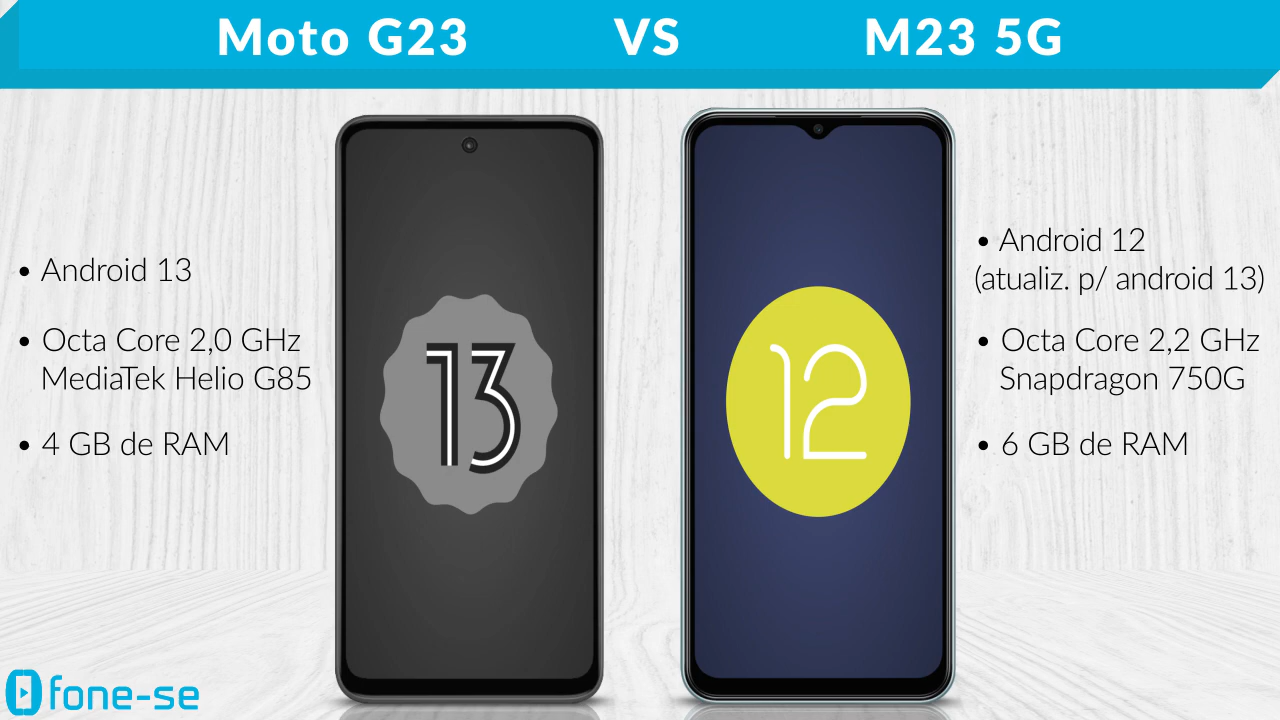 Moto G23 VS M23 5G
• Android 13
• Octa Core 2,0 GHz
MediaTek Helio G85
• 4 GB de RAM
13
12
• Android 12
(atualiz. p/ android 13)
• Octa Core 2,2 GHz
Snapdragon 750G
• 6 GB de RAM
fone-se